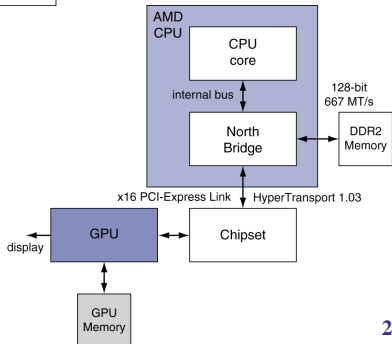 AMD
CPU
CPU
core
internal bus
128-bit
667 MT/s
North
Bridge
DDR2
Memory
x16 PCI-Express Link
HyperTransport 1.03
GPU
Chipset
display
GPU
Memory
2